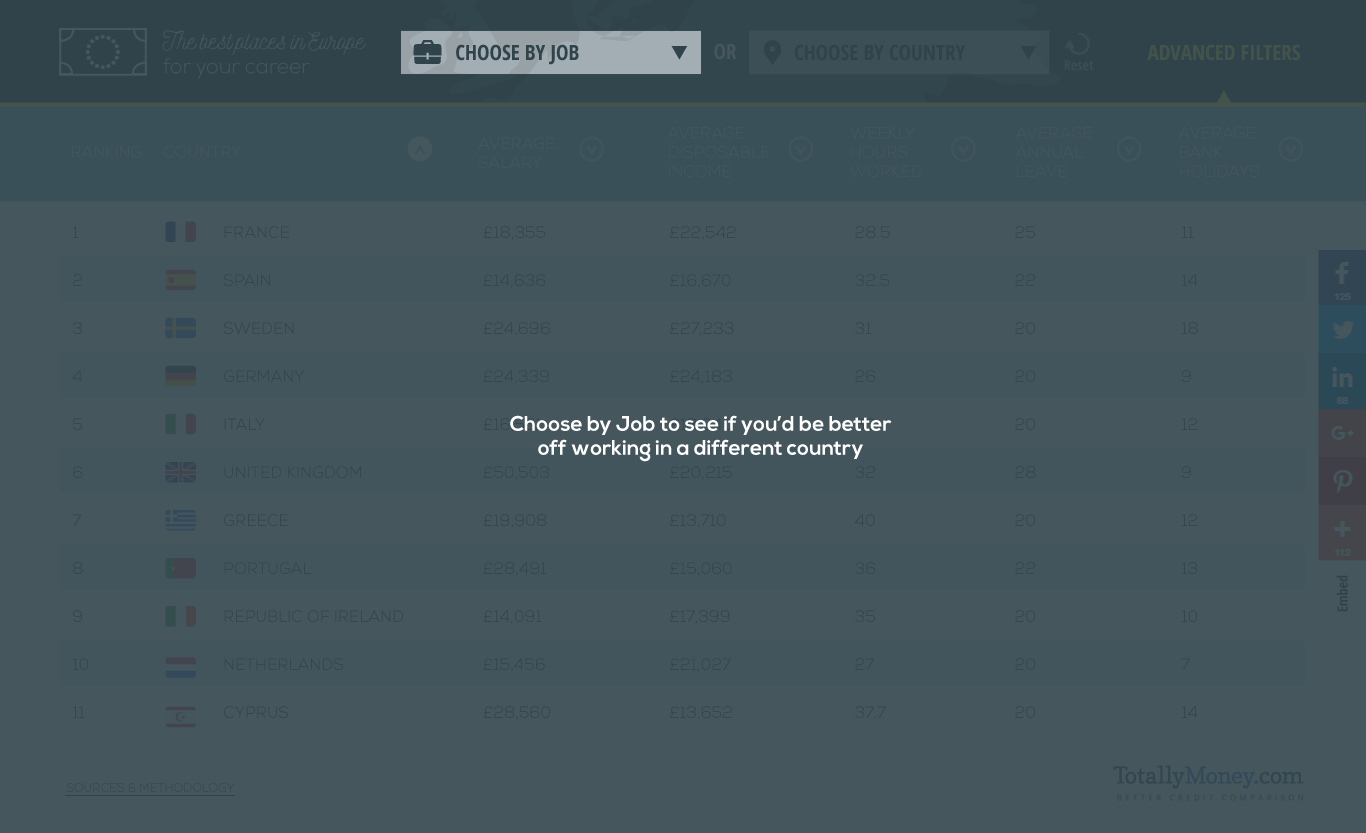 The best places in Europe
for your career
CHOOSE BY JOB
OR
CHOOSE BY COUNTRY
Reset
ADVANCED FILTERS
RANKING COUNTRY AVERAGE SALARY AVERAGE DISPOSABLE INCOME WEEKLY HOURS WORKED AVERAGE ANNUAL LEAVE AVERAGE BANK HOLIDAYS
1 FRANCE £18,355 £22,542 28.5 25 11
2 SPAIN £14,636 £16,670 32.5 22 14
3 SWEDEN £24,696 £27,233 31 20 18
4 GERMANY £24,339 £24,183 26 20 9
5 ITALY 20 12
Choose by Job to see if you'd be better
off working in a different country
6 UNITED KINGDOM £50,503 £20,215 32 28 9
7 GREECE £19,908 £13,710 40 20 12
8 PORTUGAL £28,491 £15,060 36 22 13
9 REPUBLIC OF IRELAND £14,091 £17,399 35 20 10
10 NETHERLANDS £15,456 £21,027 27 20 7
11 CYPRUS £28,560 £13,652 37.7 20 14
125
68
112
Embed
SOURCES & METHODOLOGY
TotallyMoney.com
BETTER CREDIT COMPARISON